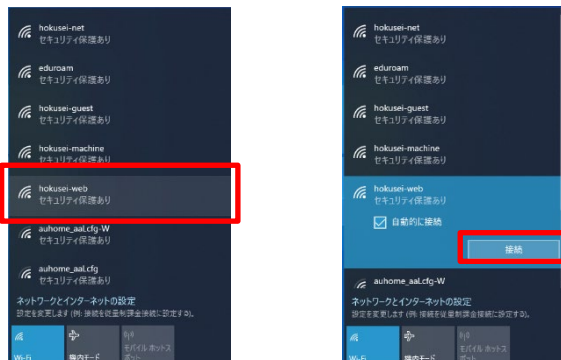 hokusei-net
セキュリティ保護あり
eduroam
セキュリティ保護あり
hokusei-guest
セキュリティ保護あり
hokusei-machine
セキュリティ保護あり
hokusei-web
セキュリティ保護あり
auhome_aal.cfg-W
セキュリティ保護あり
auhome_aal.cfg
セキュリティ保護あり
ネットワークとインターネットの設定
設定を変更します (例: 接続を従量制課金接続に設定する)。
Wi-Fi
機内モード
モバイル ホットス
ポット
hokusei-net
セキュリティ保護あり
eduroam
セキュリティ保護あり
hokusei-guest
セキュリティ保護あり
hokusei-machine
セキュリティ保護あり
hokusei-web
セキュリティ保護あり
自動的に接続
接続
auhome_aal.cfg-W
ネットワークとインターネットの設定
設定を変更します (例: 接続を従量制課金接続に設定する)。
Wi-Fi
機内モード
モバイル ホットス
ポット